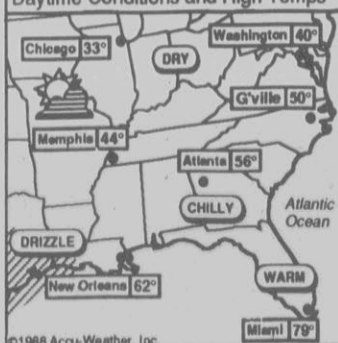 Daytime Conditions and High Temps
Chicago 33°
Washington 40°
DRY
G'ville 50°
Memphis 44°
Atlanta 56°
CHILLY
Atlantic
Ocean
DRIZZLE
WARM
New Orleans 62°
Miami 79°
©1988 Accu-Weather, Inc.